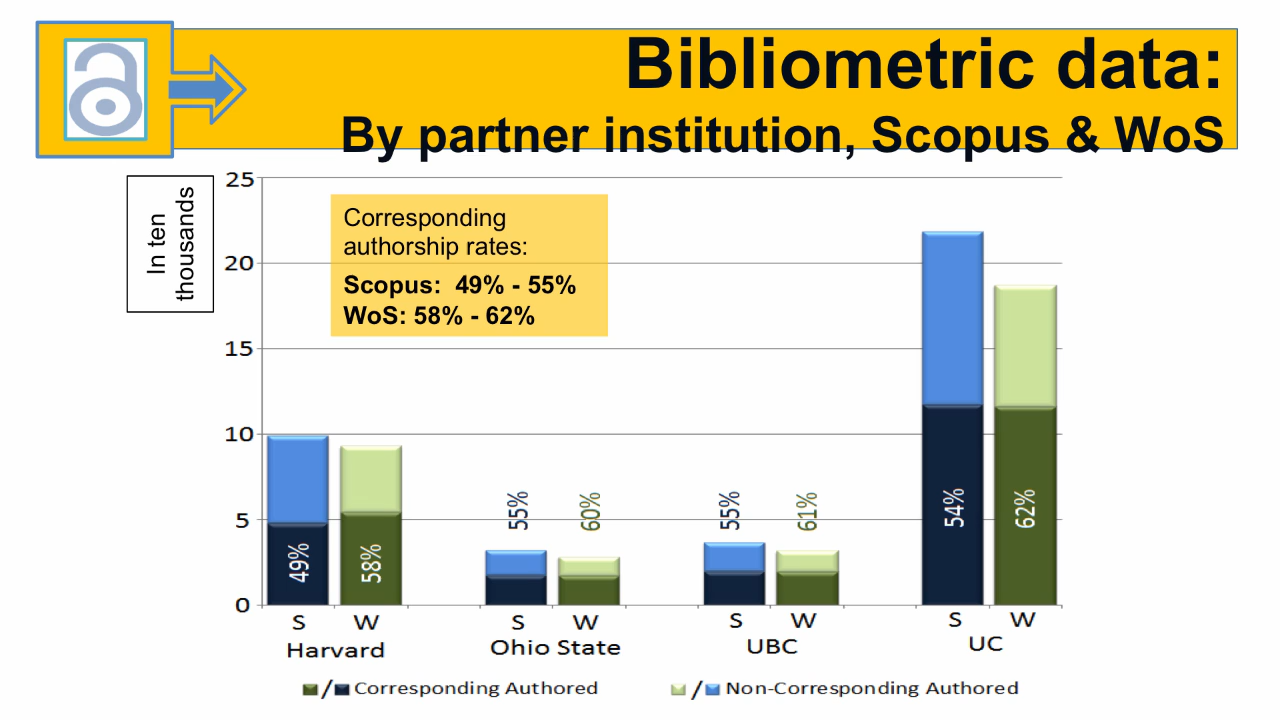 Bibliometric data:
By partner institution, Scopus & WoS
In ten
thousands
25
20
15
10
5
0
Corresponding
authorship rates:
Scopus: 49% - 55%
WoS: 58% - 62%
49%
58%
55%
60%
55%
61%
54%
62%
S W S W S W S W
Harvard Ohio State UBC UC
/ Corresponding Authored / Non-Corresponding Authored